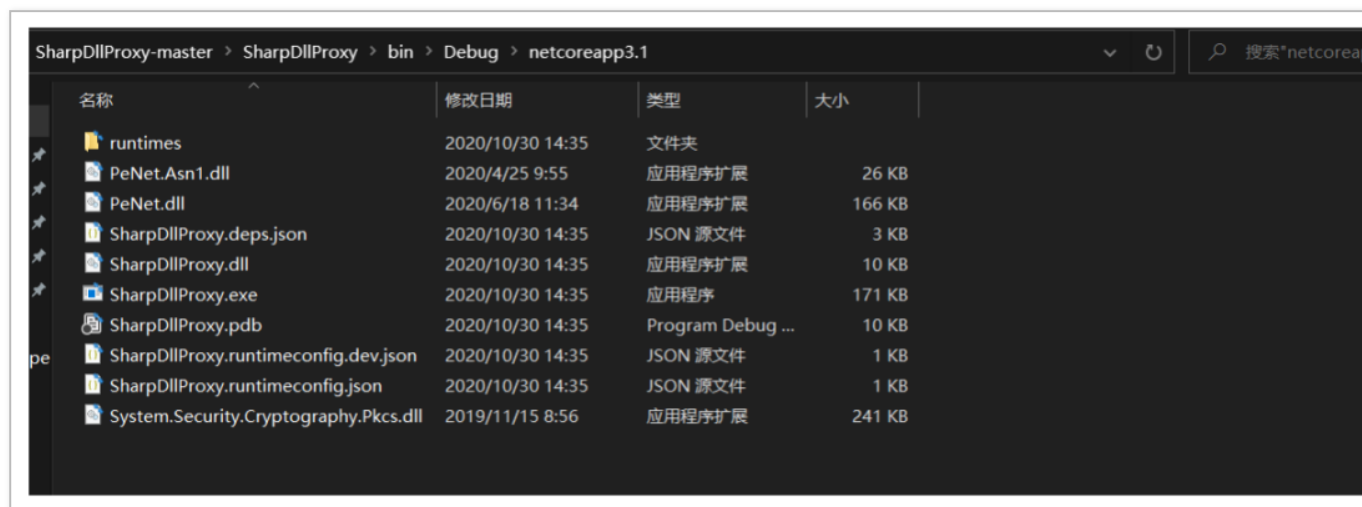 SharpDllProxy-master > SharpDllProxy > bin > Debug > netcoreapp3.1 搜索"netcorea
名称 修改日期 类型 大小
runtimes 2020/10/30 14:35 文件夹
PeNet.Asn1.dll 2020/4/25 9:55 应用程序扩展 26 KB
PeNet.dll 2020/6/18 11:34 应用程序扩展 166 KB
SharpDllProxy.deps.json 2020/10/30 14:35 JSON 源文件 3 KB
SharpDllProxy.dll 2020/10/30 14:35 应用程序扩展 10 KB
SharpDllProxy.exe 2020/10/30 14:35 应用程序 171 KB
SharpDllProxy.pdb 2020/10/30 14:35 Program Debug ... 10 KB
pe SharpDllProxy.runtimeconfig.dev.json 2020/10/30 14:35 JSON 源文件 1 KB
SharpDllProxy.runtimeconfig.json 2020/10/30 14:35 JSON 源文件 1 KB
System.Security.Cryptography.Pkcs.dll 2019/11/15 8:56 应用程序扩展 241 KB